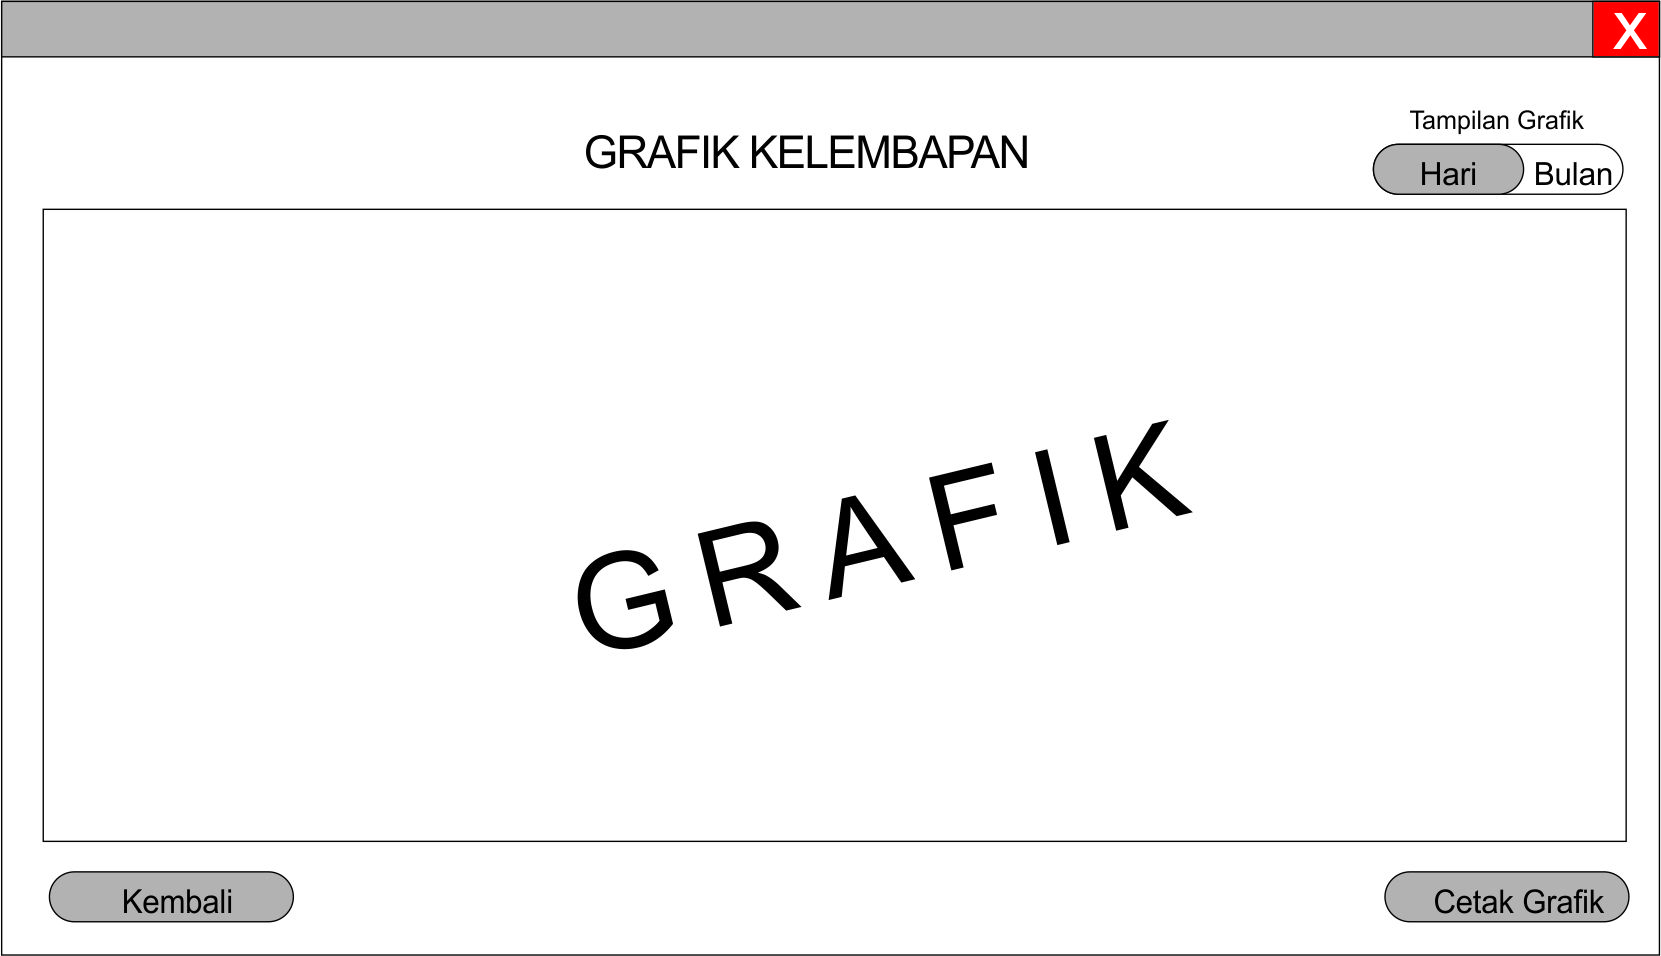 X
Tampilan Grafik
GRAFIK KELEMBAPAN
Hari Bulan
GRAFIK
Kembali
Cetak Grafik